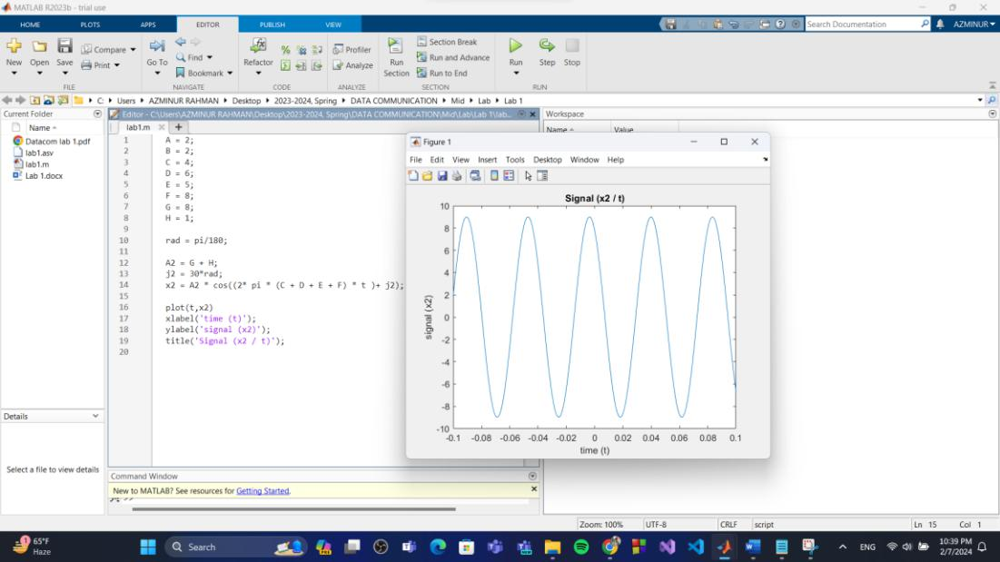 MATLAB R2023b - trial use
HOME PLOTS APPS EDITOR PUBLISH VIEW Search Documentation AZMINUR
New Open Save Compare Print Go To Find Bookmark Refactor Profiler Analyze Run Section Section Break Run and Advance Run to End Run Step Stop
FILE NAVIGATE CODE ANALYZE SECTION RUN
C: Users AZMINUR RAHMAN Desktop 2023-2024, Spring DATA COMMUNICATION Mid Lab Lab 1
Current Folder
Name
Datacom lab 1.pdf
lab1.asv
lab1.m
Lab 1.docx
Details
Select a file to view details
Editor - C:\Users\AZMINUR RAHMAN\Desktop\2023-2024, Spring\DATA COMMUNICATION\Mid\Lab\Lab 1\lab...
lab1.m
1 A = 2;
2 B = 2;
3 C = 4;
4 D = 6;
5 E = 5;
6 F = 8;
7 G = 8;
8 H = 1;
9
10 rad = pi/180;
11
12 A2 = G + H;
13 j2 = 30*rad;
14 x2 = A2 * cos((2* pi * (C + D + E + F) * t )+ j2);
15
16 plot(t,x2)
17 xlabel('time (t)');
18 ylabel('signal (x2)');
19 title('Signal (x2 / t)');
20
Workspace
Name Value
Figure 1
File Edit View Insert Tools Desktop Window Help
Signal (x2 / t)
10
8
6
4
2
0
-2
-4
-6
-8
-10
signal (x2)
-0.1 -0.08 -0.06 -0.04 -0.02 0 0.02 0.04 0.06 0.08 0.1
time (t)
Command Window
New to MATLAB? See resources for Getting Started.
Zoom: 100% UTF-8 CRLF script Ln 15 Col 1
65°F
Haze
Search
ENG
10:39 PM
2/7/2024